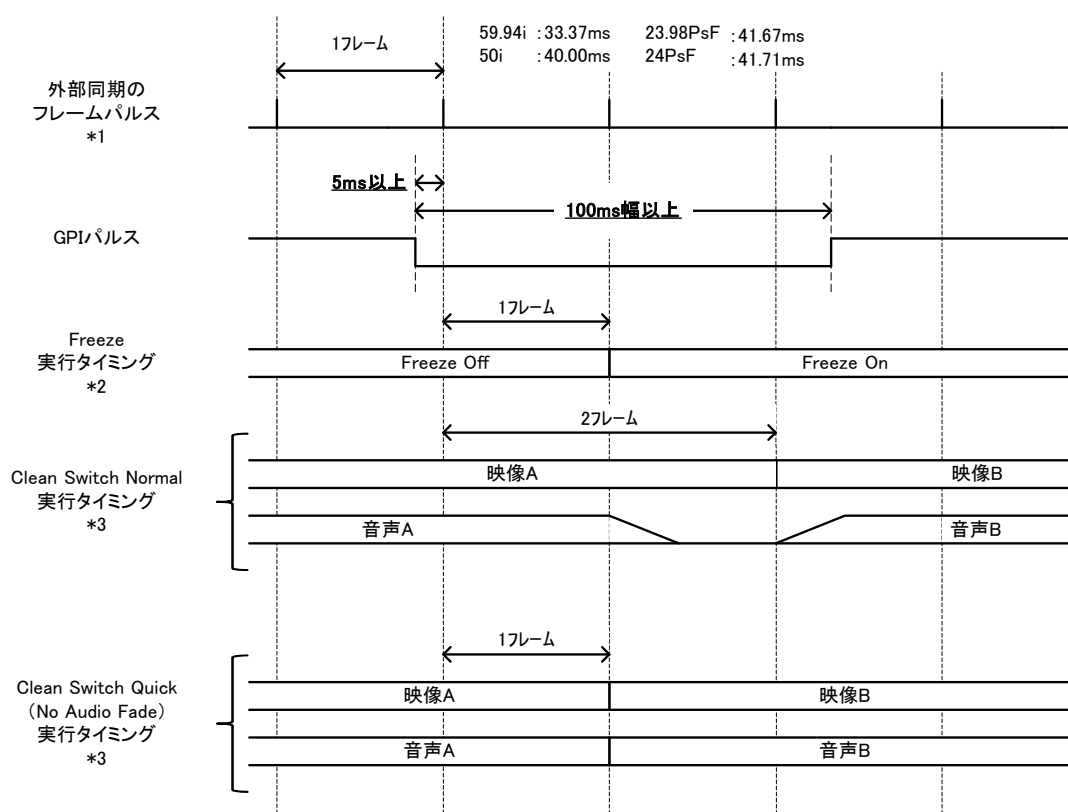 1フレーム
59.94i :33.37ms 23.98PsF :41.67ms
50i :40.00ms 24PsF :41.71ms
外部同期の
フレームパルス
*1
5ms以上
100ms幅以上
GPIパルス
1フレーム
Freeze
実行タイミング
*2
Freeze Off
Freeze On
2フレーム
Clean Switch Normal
実行タイミング
*3
映像A
映像B
音声A
音声B
1フレーム
Clean Switch Quick
(No Audio Fade)
実行タイミング
*3
映像A
映像B
音声A
音声B